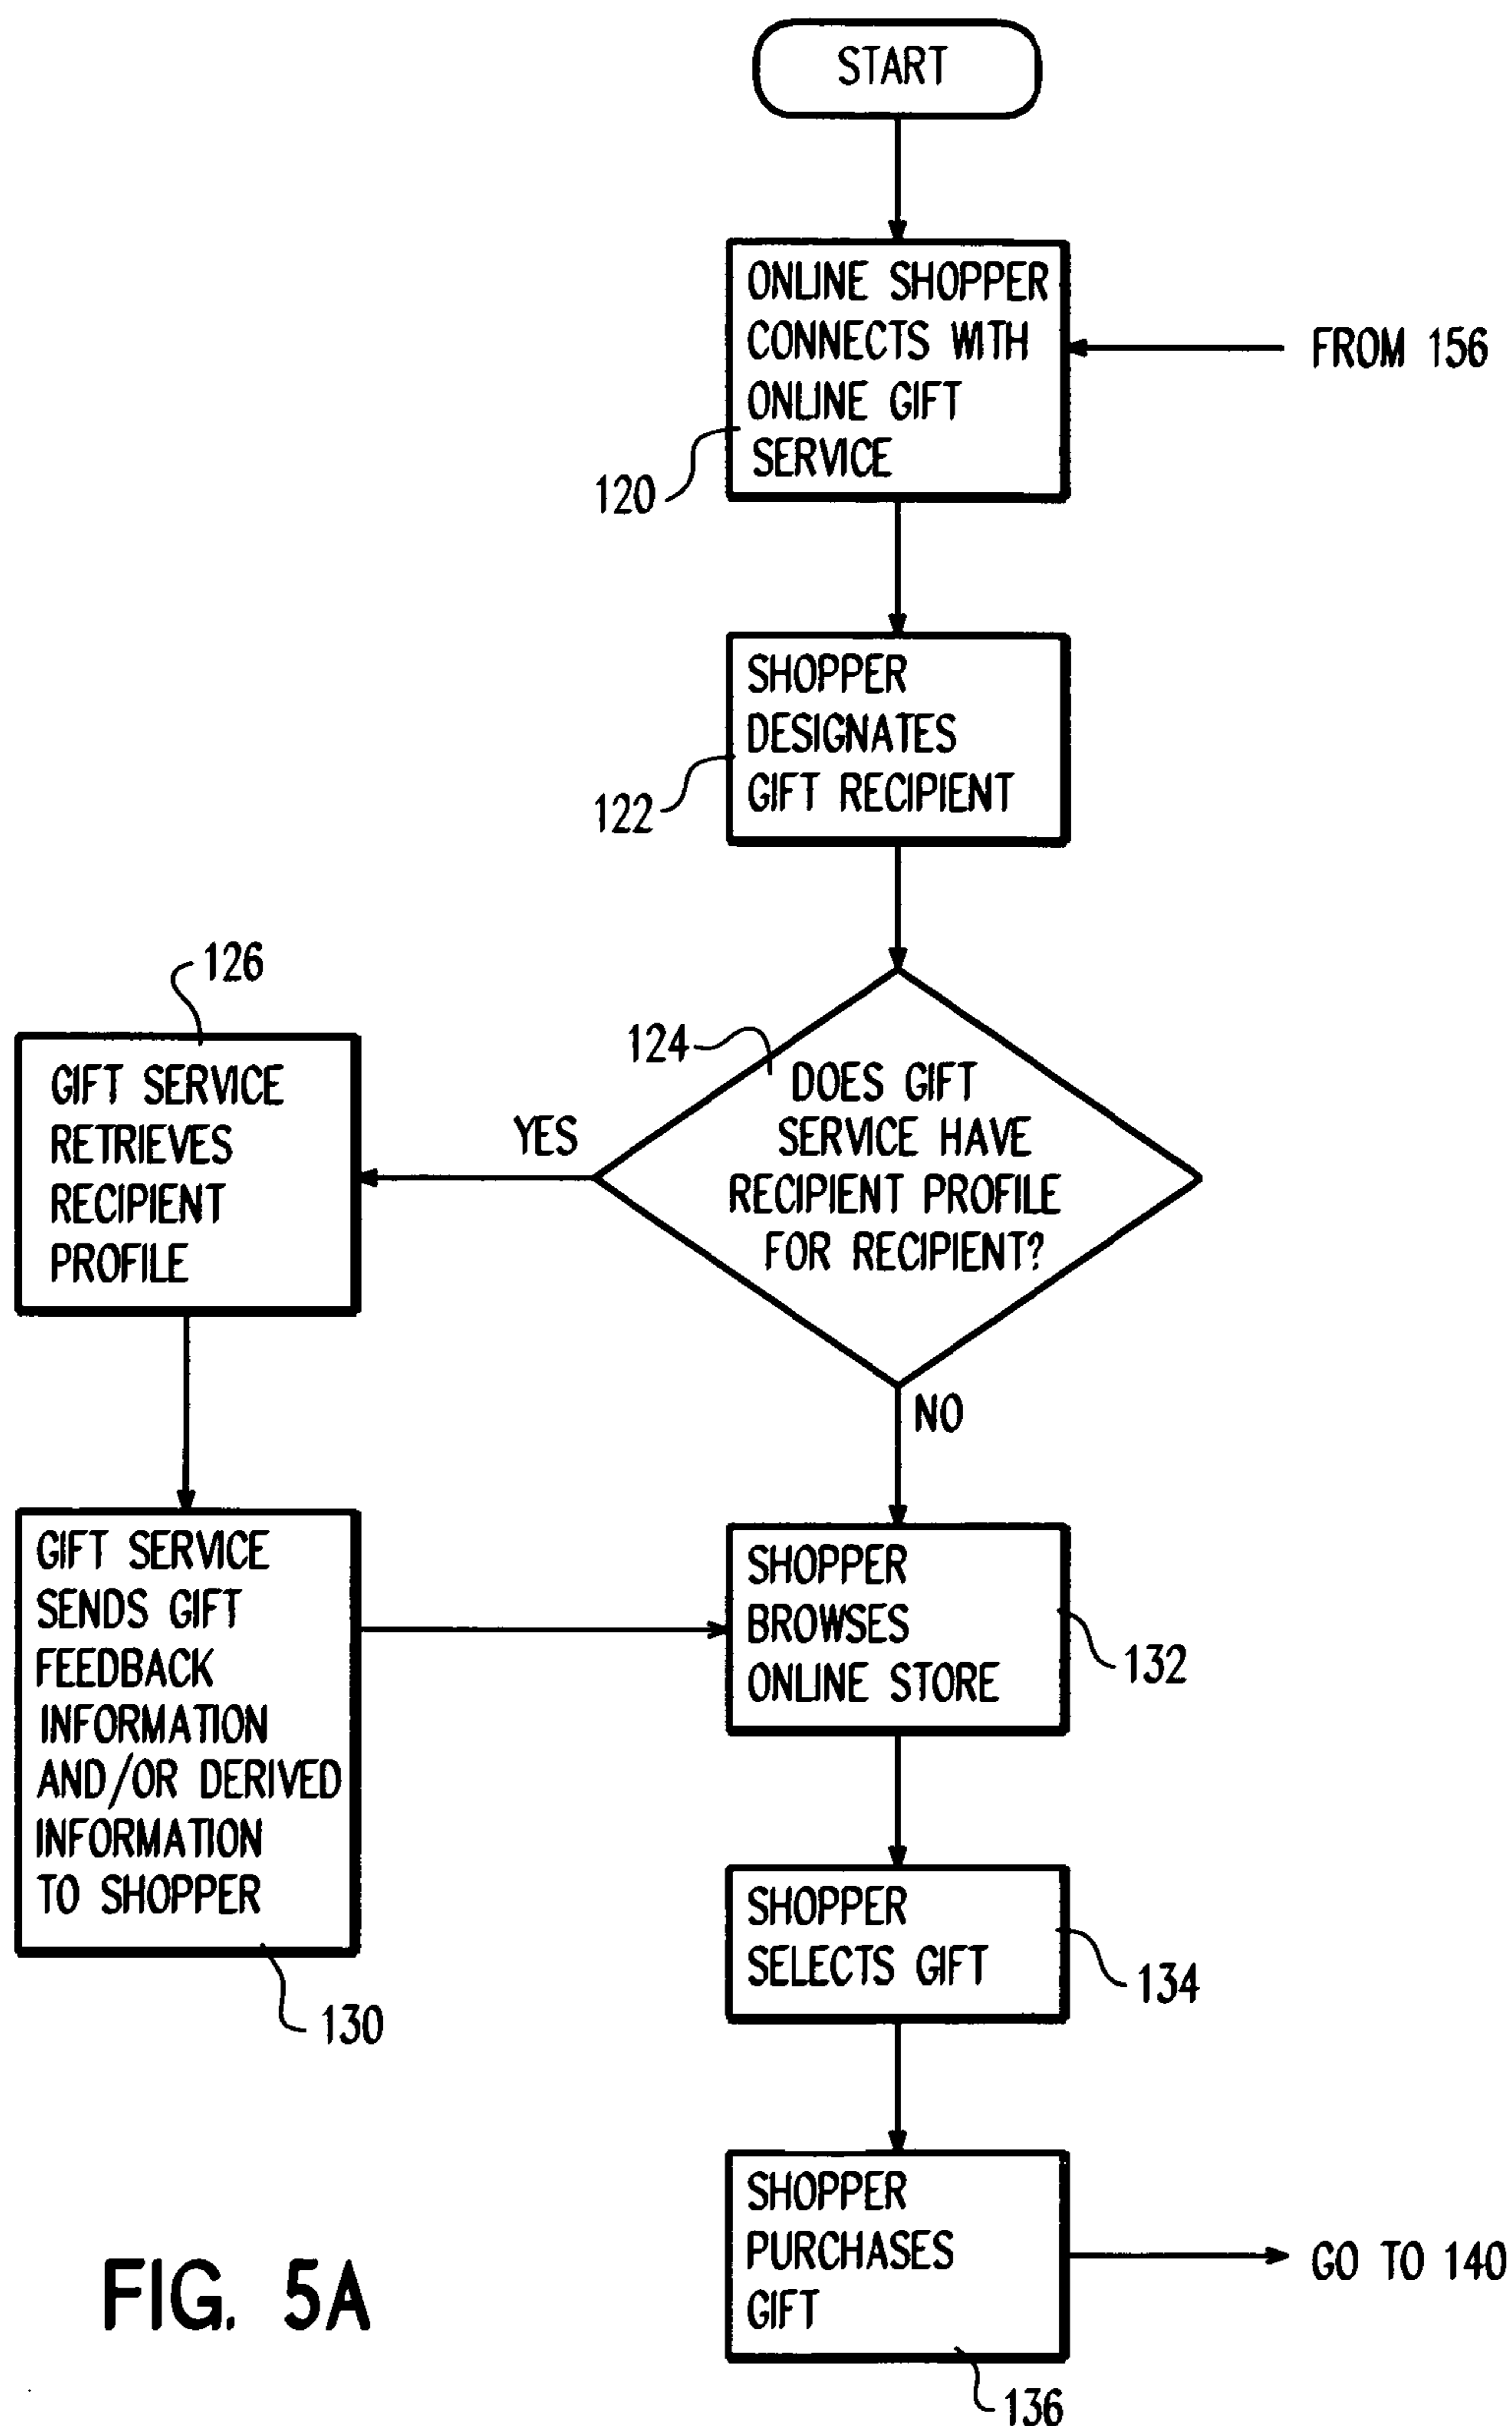 START
ONLINE SHOPPER
CONNECTS WITH
ONLINE GIFT
SERVICE
FROM 156
120
SHOPPER
DESIGNATES
GIFT RECIPIENT
122
126
GIFT SERVICE
RETRIEVES
RECIPIENT
PROFILE
YES
124
DOES GIFT
SERVICE HAVE
RECIPIENT PROFILE
FOR RECIPIENT?
NO
GIFT SERVICE
SENDS GIFT
FEEDBACK
INFORMATION
AND/OR DERIVED
INFORMATION
TO SHOPPER
130
SHOPPER
BROWSES
ONLINE STORE
132
SHOPPER
SELECTS GIFT
134
SHOPPER
PURCHASES
GIFT
GO TO 140
136
FIG. 5A